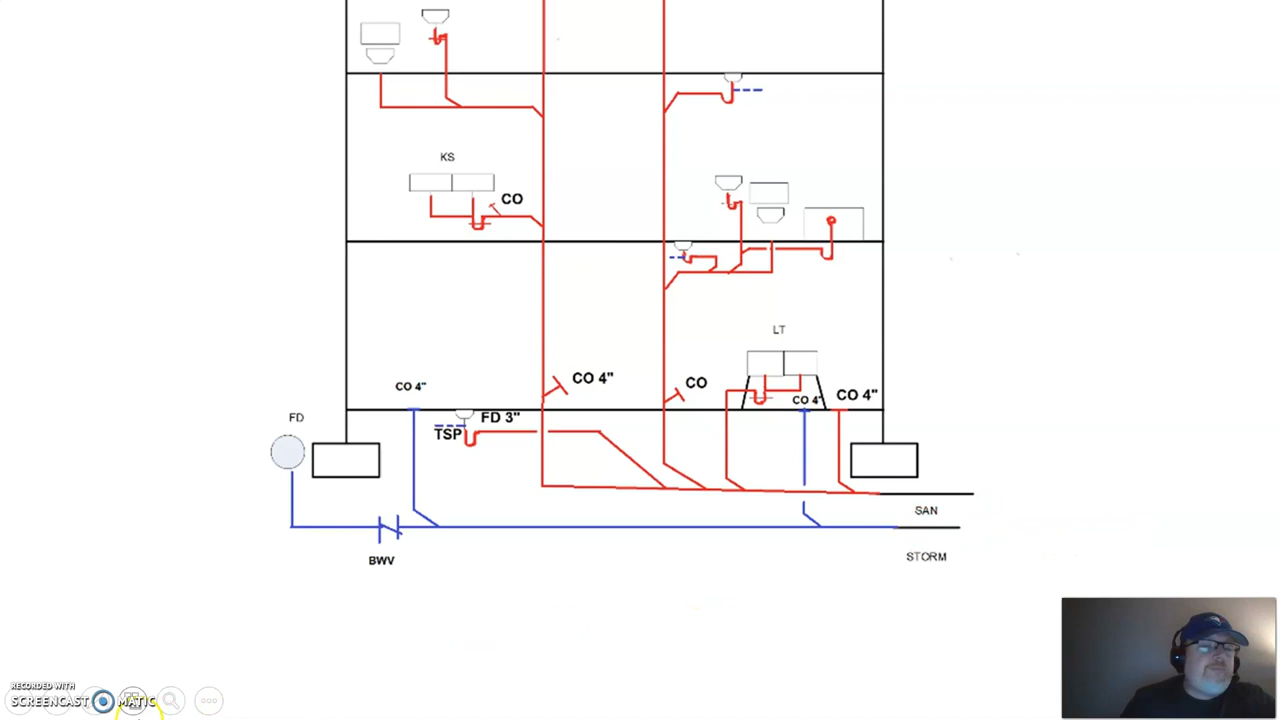 KS
CO
LT
CO 4"
CO 4"
CO
CO 4"
CO 4"
FD
FD 3"
TSP
SAN
BWV
STORM
RECORDED WITH
SCREENCAST MATIC